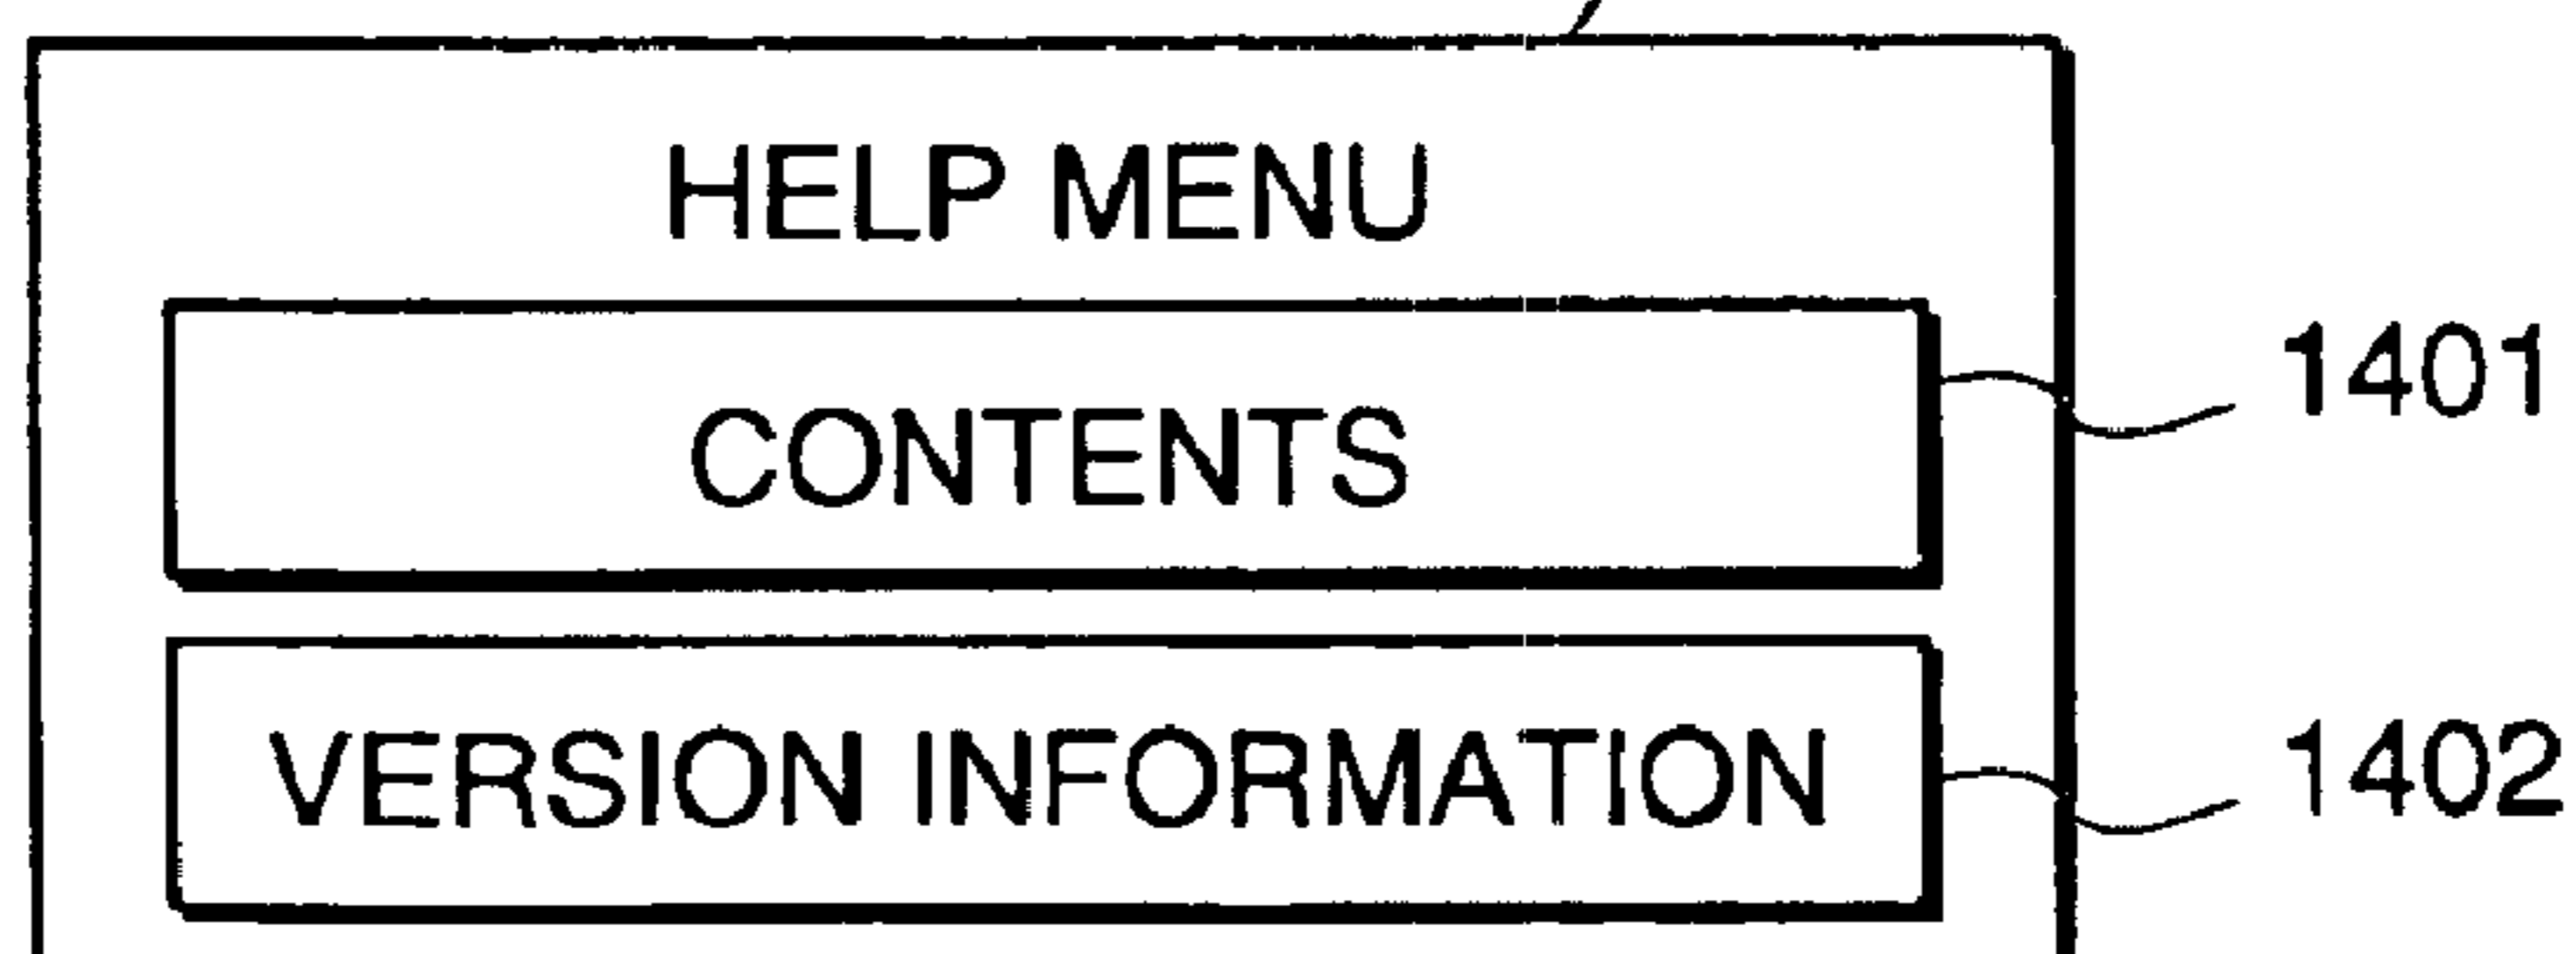 HELP MENU
CONTENTS
1401
VERSION INFORMATION
1402